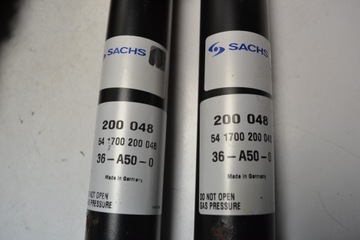 SACHS
200 048
54 1700 200 048
36-A50-0
Made in Germany
DO NOT OPEN
GAS PRESSURE
SACHS
200 048
54 1700 200 048
36-A50-0
Made in Germany
DO NOT OPEN
GAS PRESSURE